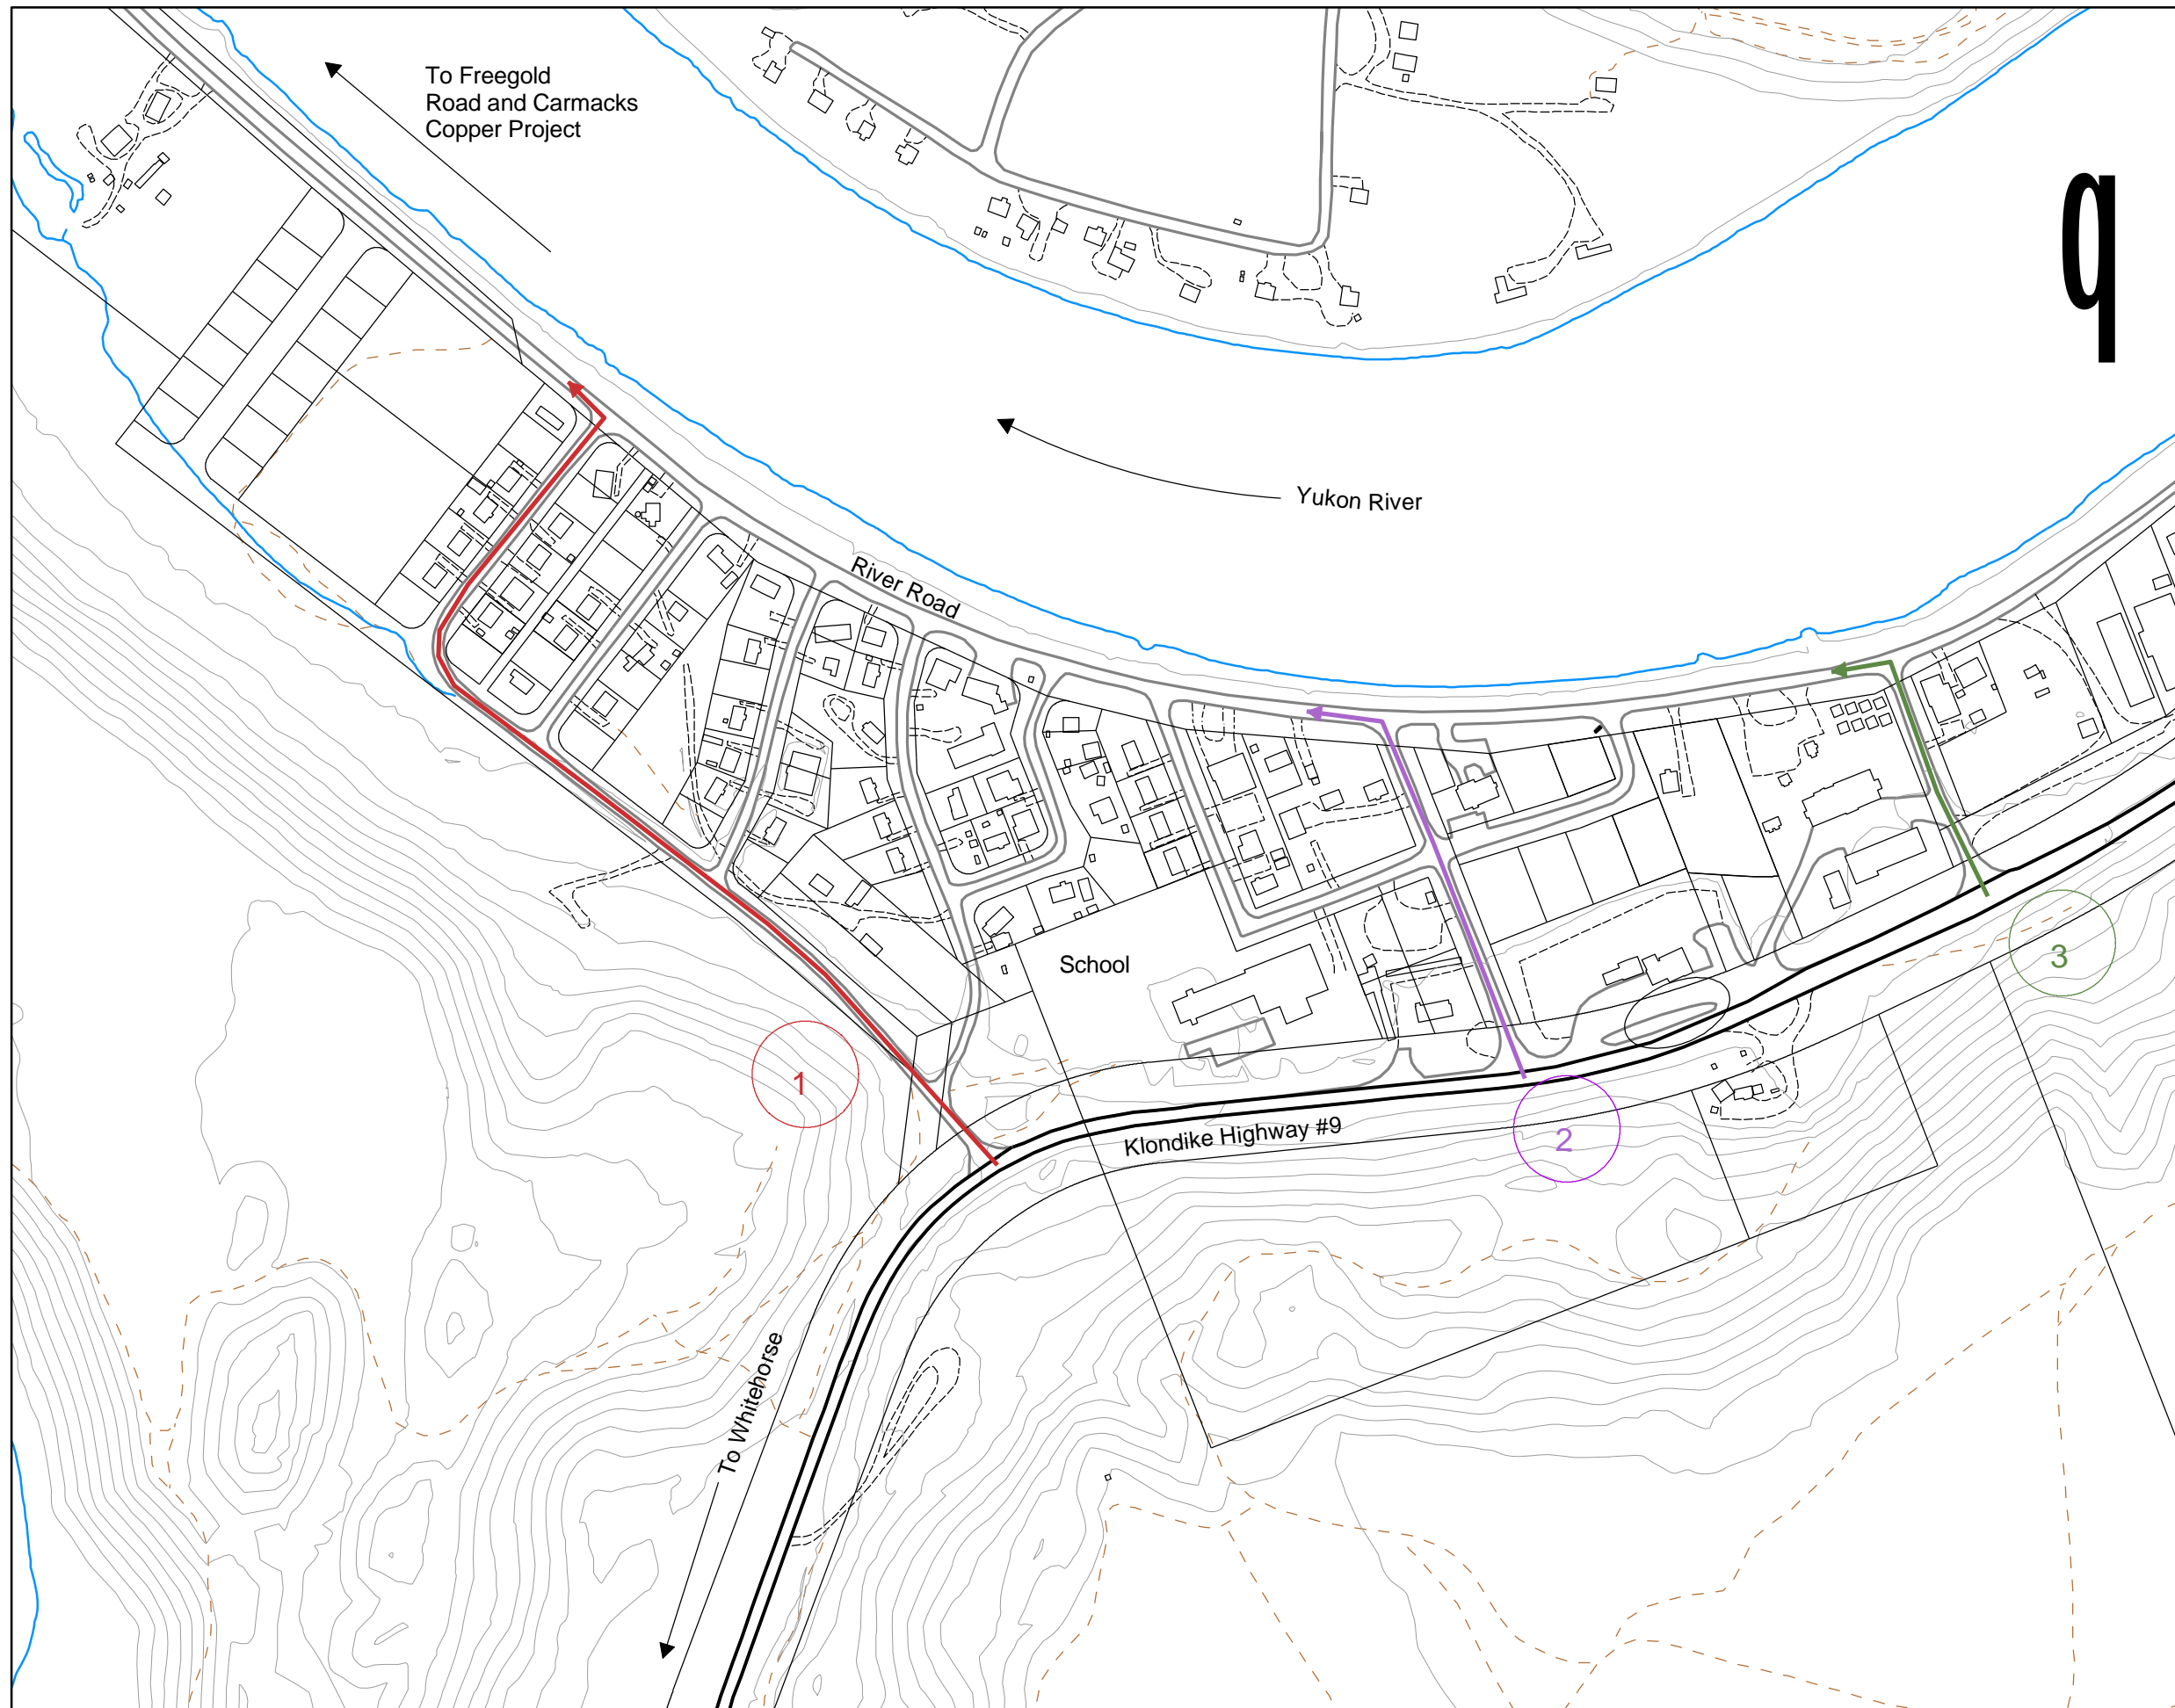 To Freegold
Road and Carmacks
Copper Project
q
Yukon River
River Road
School
1
2
3
Klondike Highway #9
To Whitehorse